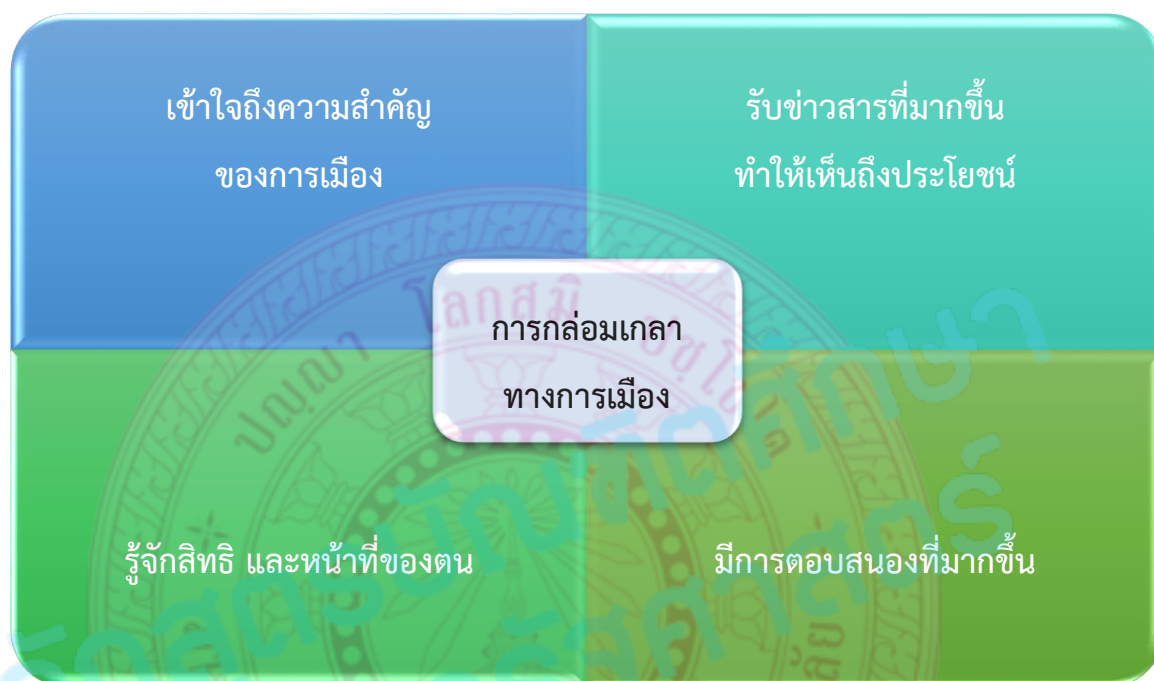 เข้าใจถึงความสำคัญ
ของการเมือง
รับข่าวสารที่มากขึ้น
ทำให้เห็นถึงประโยชน์
การกล่อมเกลา
ทางการเมือง
รู้จักสิทธิ และหน้าที่ของตน
มีการตอบสนองที่มากขึ้น